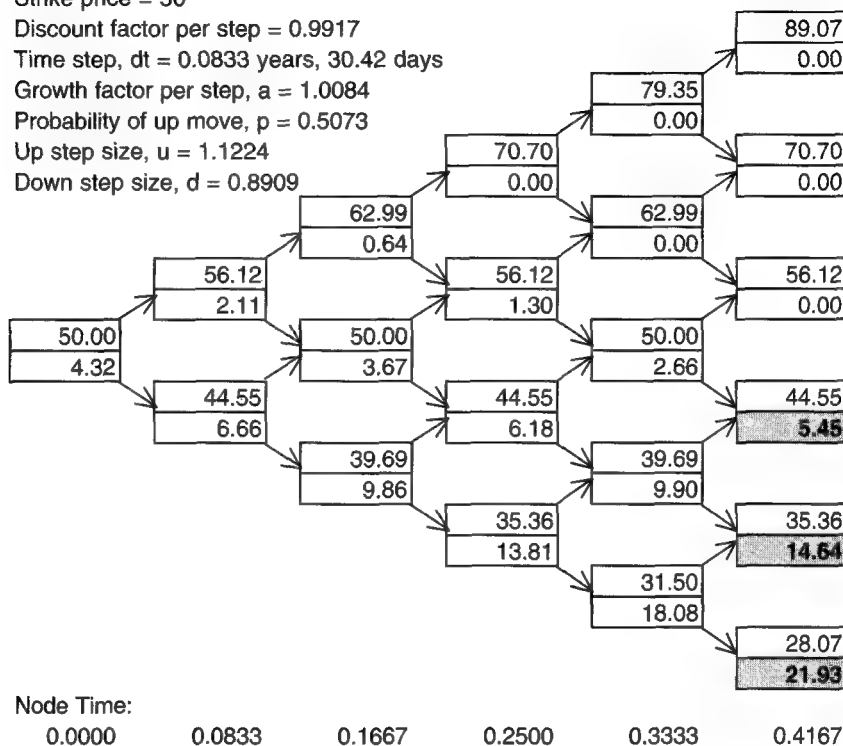 Strike price = 50
Discount factor per step = 0.9917 89.07
Time step, dt = 0.0833 years, 30.42 days 0.00
Growth factor per step, a = 1.0084 79.35
Probability of up move, p = 0.5073 0.00
Up step size, u = 1.1224 70.70 70.70
Down step size, d = 0.8909 0.00 0.00
62.99 62.99
0.64 0.00
56.12 56.12 56.12
2.11 1.30 0.00
50.00 50.00 50.00
4.32 3.67 2.66
44.55 44.55 44.55
6.66 6.18 5.45
39.69 39.69
9.86 9.90
35.36 35.36
13.81 14.64
31.50
18.08
28.07
21.93
Node Time:
0.0000 0.0833 0.1667 0.2500 0.3333 0.4167